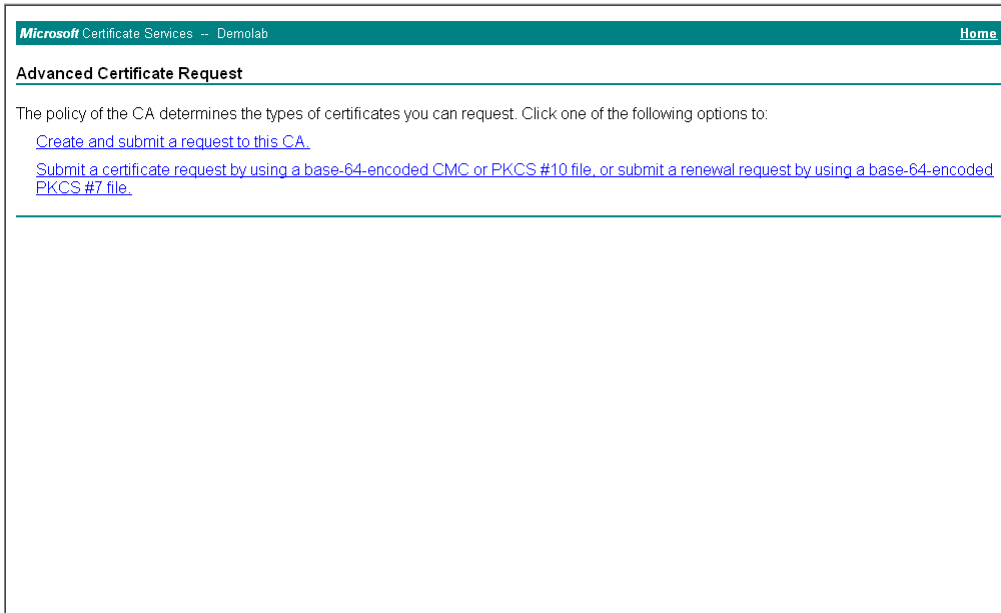 Microsoft Certificate Services -- Demolab Home
Advanced Certificate Request
The policy of the CA determines the types of certificates you can request. Click one of the following options to:
Create and submit a request to this CA.
Submit a certificate request by using a base-64-encoded CMC or PKCS #10 file, or submit a renewal request by using a base-64-encoded
PKCS #7 file.